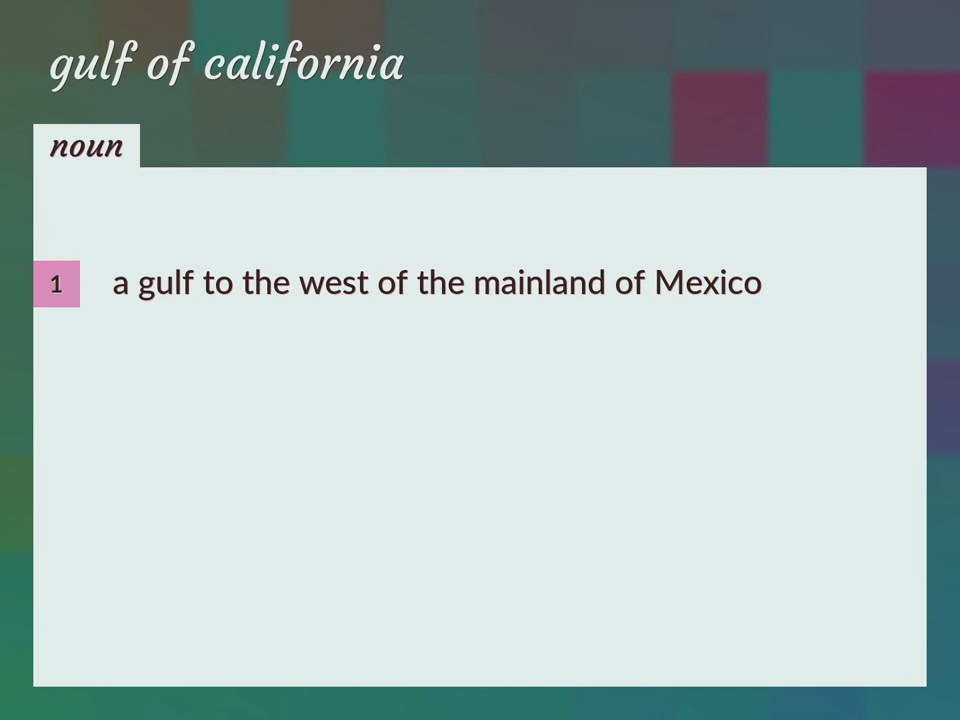 gulf of california
noun
1 a gulf to the west of the mainland of Mexico